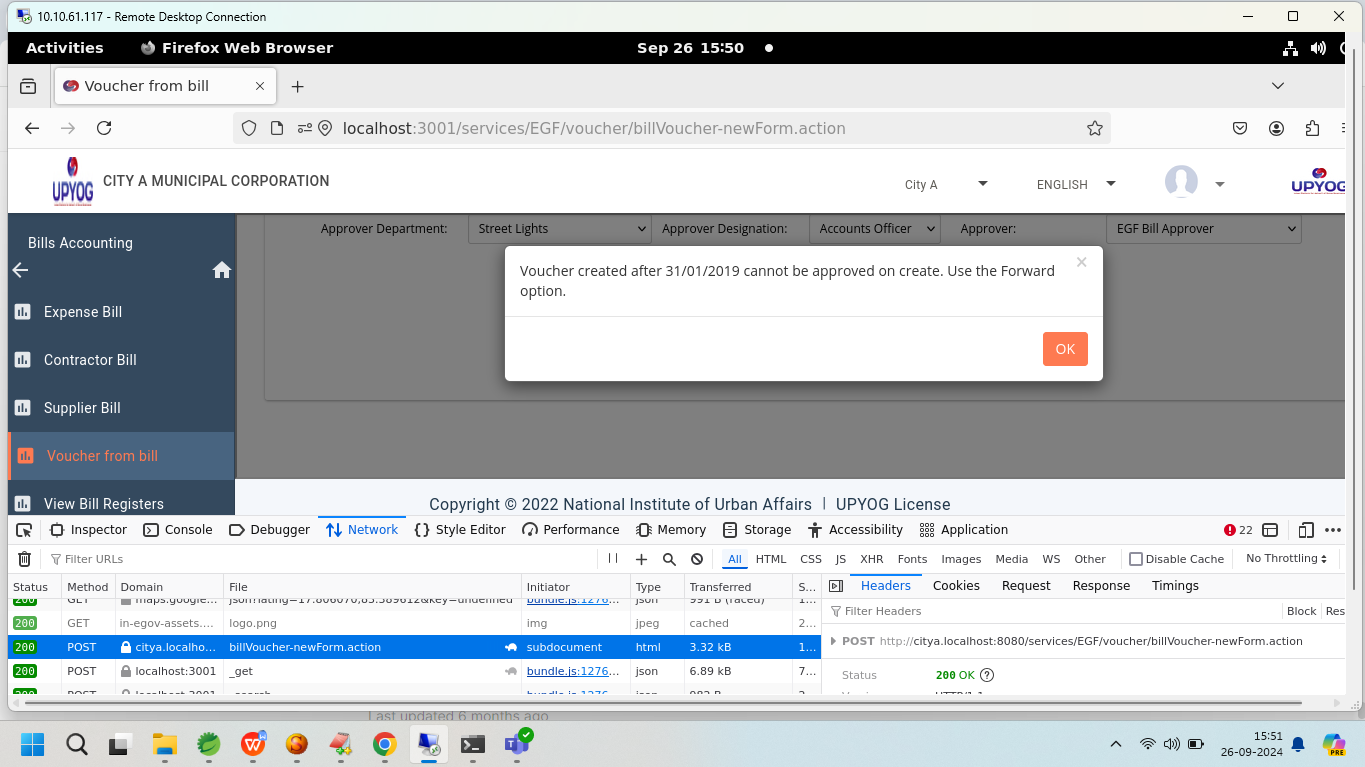 10.10.61.117 - Remote Desktop Connection
Activities Firefox Web Browser Sep 26 15:50
Voucher from bill
localhost:3001/services/EGF/voucher/billVoucher-newForm.action
UPYOG CITY A MUNICIPAL CORPORATION City A ENGLISH UPYOG
Bills Accounting
Approver Department: Street Lights Approver Designation: Accounts Officer Approver: EGF Bill Approver
Voucher created after 31/01/2019 cannot be approved on create. Use the Forward
option.
OK
Expense Bill
Contractor Bill
Supplier Bill
Voucher from bill
View Bill Registers
Copyright © 2022 National Institute of Urban Affairs | UPYOG License
Inspector Console Debugger Network Style Editor Performance Memory Storage Accessibility Application 22
Filter URLs All HTML CSS JS XHR Fonts Images Media WS Other Disable Cache No Throttling
Status Method Domain File Initiator Type Transferred S... Headers Cookies Request Response Timings
200 GET maps.google... json?lating=17.806070,83.389612&key=undefined bundle.js:1276... json 991 B (raced) 1...
Filter Headers Block Res
200 GET in-egov-assets.... logo.png img jpeg cached 2...
200 POST citya.localho... billVoucher-newForm.action subdocument html 3.32 kB 1...
POST http://citya.localhost:8080/services/EGF/voucher/billVoucher-newForm.action
200 POST localhost:3001 _get bundle.js:1276... json 6.89 kB 7...
Status 200 OK
200 POST localhost:3001 _search bundle.js:1276... json 982 B
HTTP/1.1
Last updated 6 months ago
15:51
26-09-2024
PRE